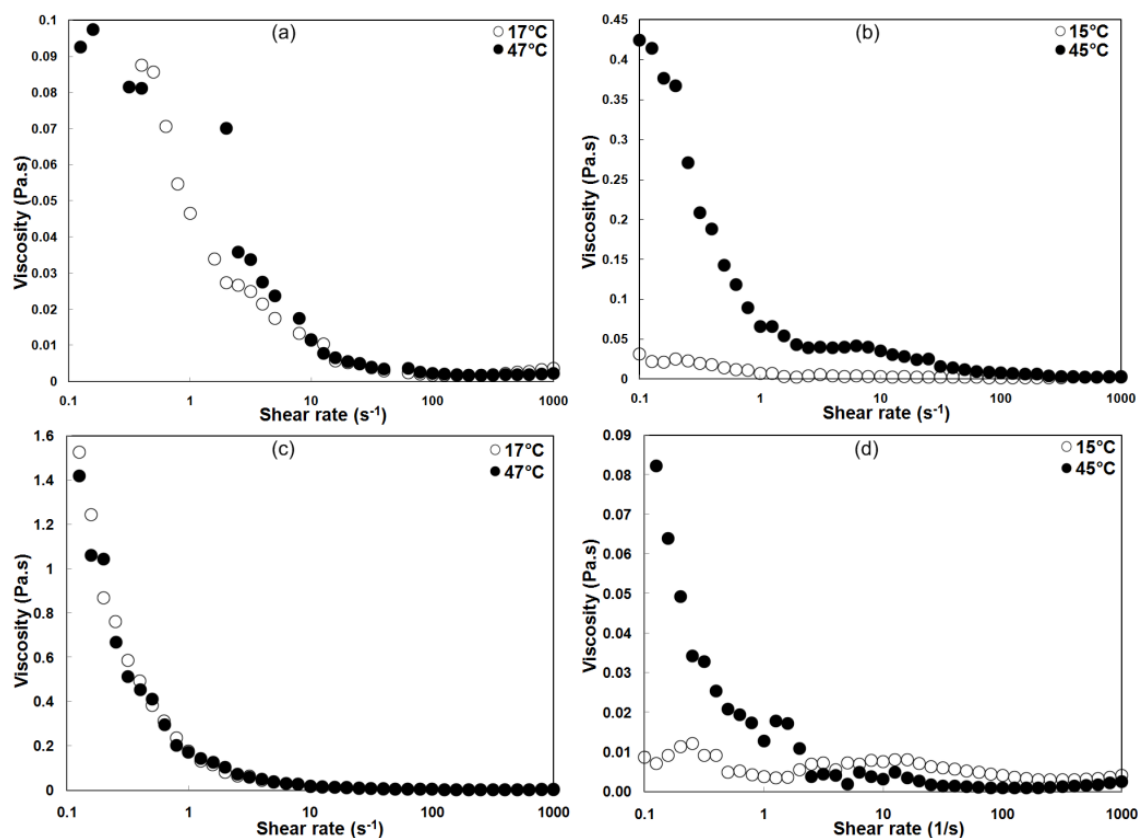 (a)
17°C
47°C
0.1
0.09
0.08
0.07
0.06
0.05
0.04
0.03
0.02
0.01
0
Viscosity (Pa.s)
0.1 1 10 100 1000
Shear rate (s-1)
(b)
15°C
45°C
0.45
0.4
0.35
0.3
0.25
0.2
0.15
0.1
0.05
0
Viscosity (Pa.s)
0.1 1 10 100 1000
Shear rate (s-1)
(c)
17°C
47°C
1.6
1.4
1.2
1
0.8
0.6
0.4
0.2
0
Viscosity (Pa.s)
0.1 1 10 100 1000
Shear rate (s-1)
(d)
15°C
45°C
0.09
0.08
0.07
0.06
0.05
0.04
0.03
0.02
0.01
0.00
Viscosity (Pa.s)
0.1 1 10 100 1000
Shear rate (1/s)